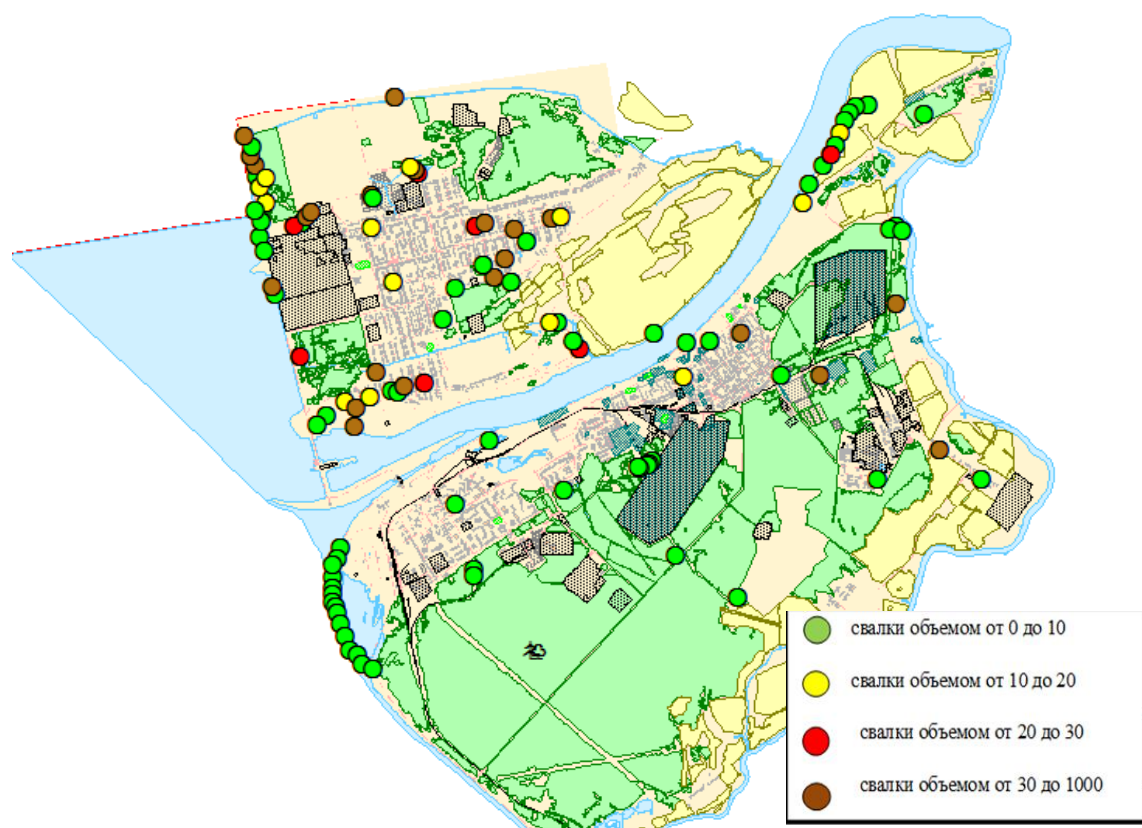 свалки объемом от 0 до 10
свалки объемом от 10 до 20
свалки объемом от 20 до 30
свалки объемом от 30 до 1000